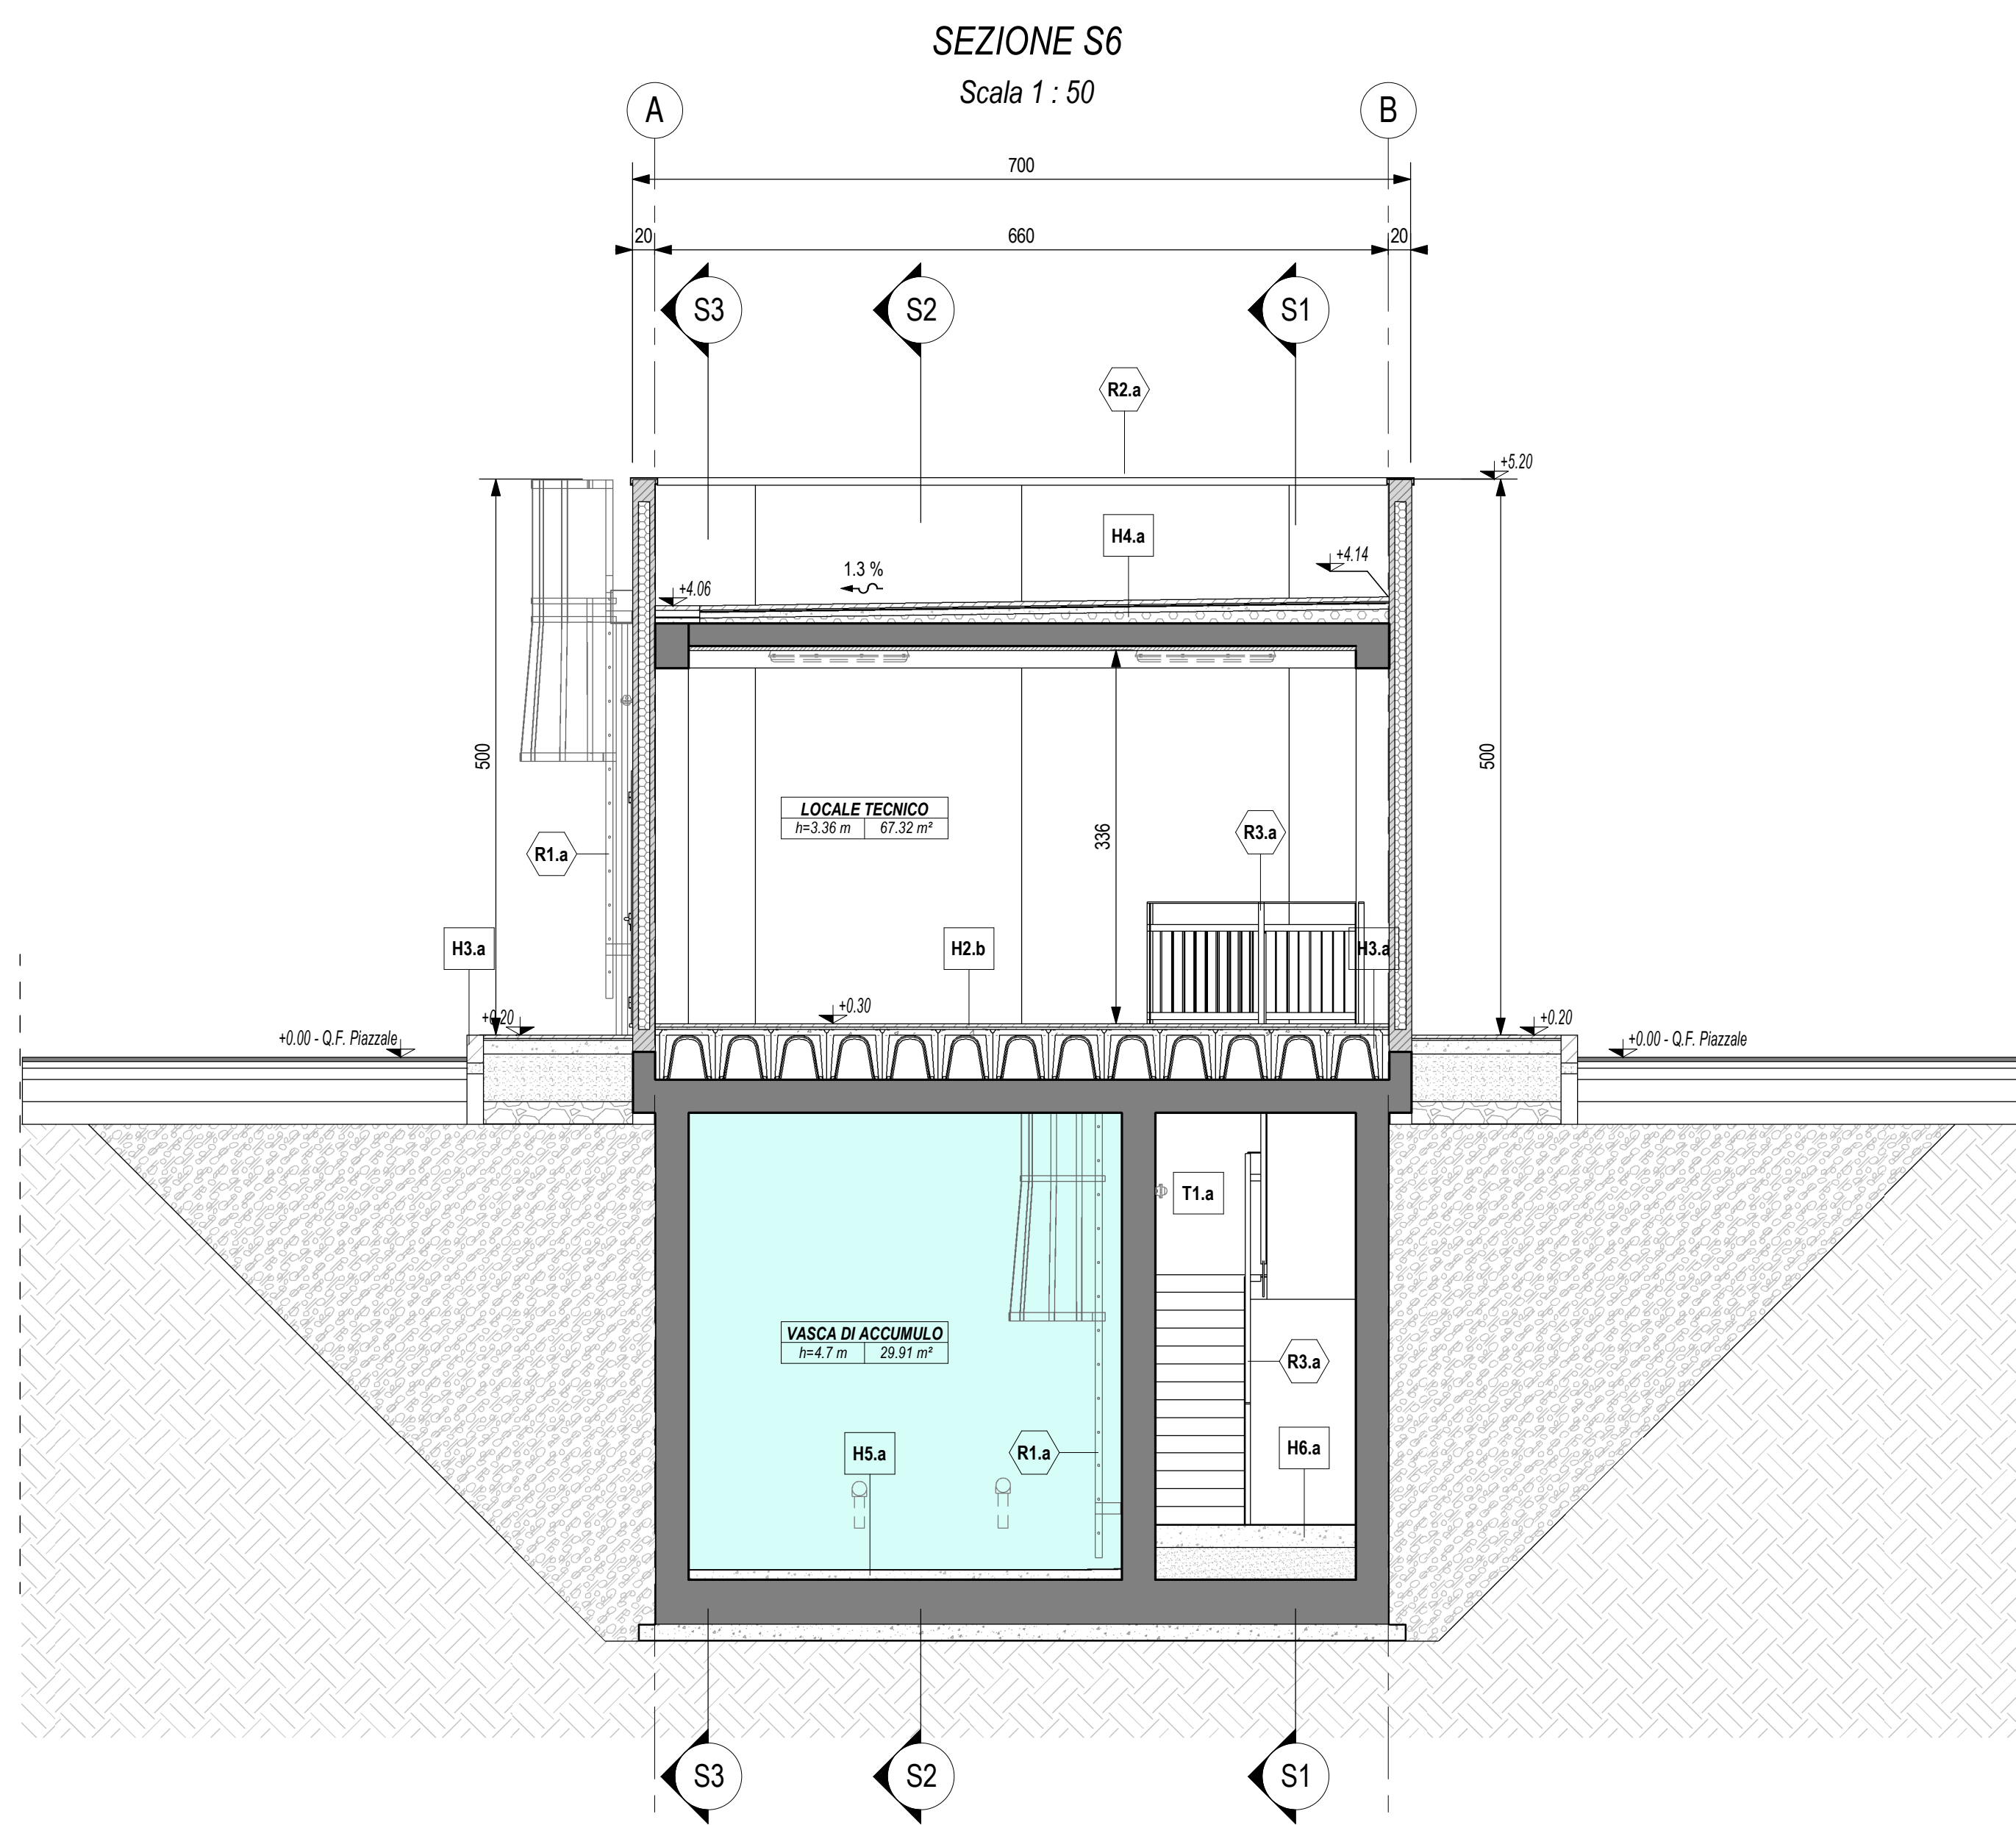 SEZIONE S6
Scala 1 : 50
A
B
700
20
660
20
S3
S2
S1
R2.a
+5.20
H4.a
+4.14
1.3 %
+4.06
500
500
LOCALE TECNICO
h=3.36 m 67.32 m²
336
R3.a
R1.a
H3.a
H2.b
H3.a
+0.30
+0.20
+0.20
+0.00 - Q.F. Piazzale
+0.00 - Q.F. Piazzale
T1.a
VASCA DI ACCUMULO
h=4.7 m 29.91 m²
R3.a
H5.a
R1.a
H6.a
S3
S2
S1